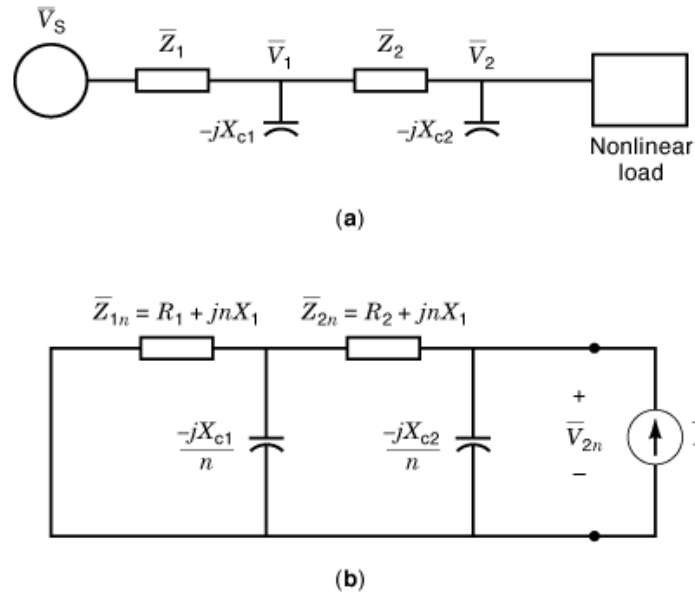 V̅S
Z̅1 V̅1 Z̅2 V̅2
–jXc1 –jXc2
Nonlinear
load
(a)
Z̅1n = R1 + jnX1 Z̅2n = R2 + jnX1
–jXc1
n
–jXc2
n
+
V̅2n
–
(b)